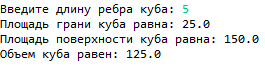 Введите длину ребра куба: 5
Площадь грани куба равна: 25.0
Площадь поверхности куба равна: 150.0
Объем куба равен: 125.0